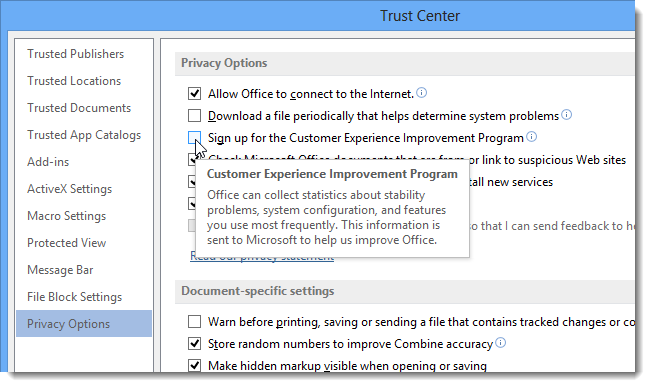 Trust Center
Trusted Publishers
Trusted Locations
Trusted Documents
Trusted App Catalogs
Add-ins
ActiveX Settings
Macro Settings
Protected View
Message Bar
File Block Settings
Privacy Options
Privacy Options
Allow Office to connect to the Internet.
Download a file periodically that helps determine system problems
Sign up for the Customer Experience Improvement Program
Check Microsoft Office documents that are from or link to suspicious Web sites
new services
Customer Experience Improvement Program
Office can collect statistics about stability
problems, system configuration, and features
you use most frequently. This information is
sent to Microsoft to help us improve Office.
so that I can send feedback to
Read our privacy statement
Document-specific settings
Warn before printing, saving or sending a file that contains tracked changes or
Store random numbers to improve Combine accuracy
Make hidden markup visible when opening or saving